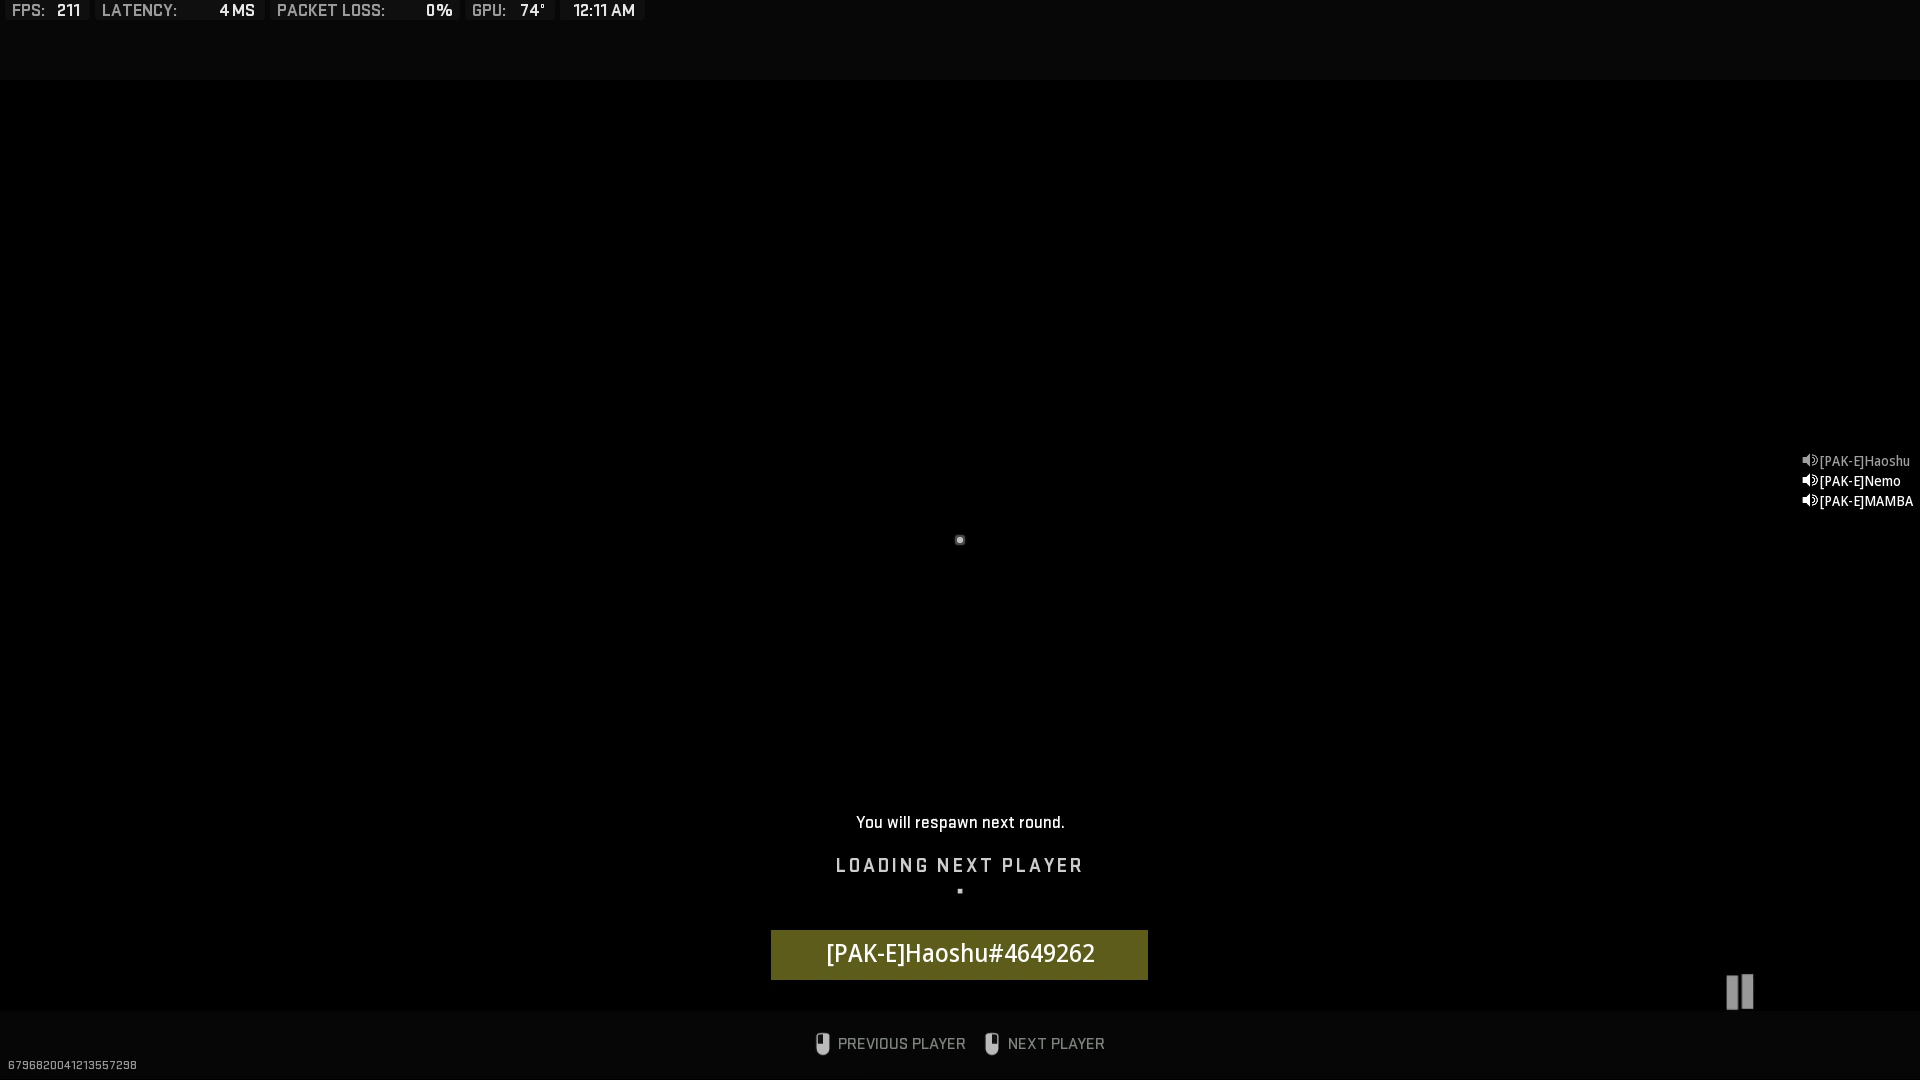 FPS: 211 LATENCY: 4 MS PACKET LOSS: 0% GPU: 74° 12:11 AM
[PAK-E]Haoshu
[PAK-E]Nemo
[PAK-E]MAMBA
You will respawn next round.
LOADING NEXT PLAYER
[PAK-E]Haoshu#4649262
PREVIOUS PLAYER NEXT PLAYER
6796820041213557298